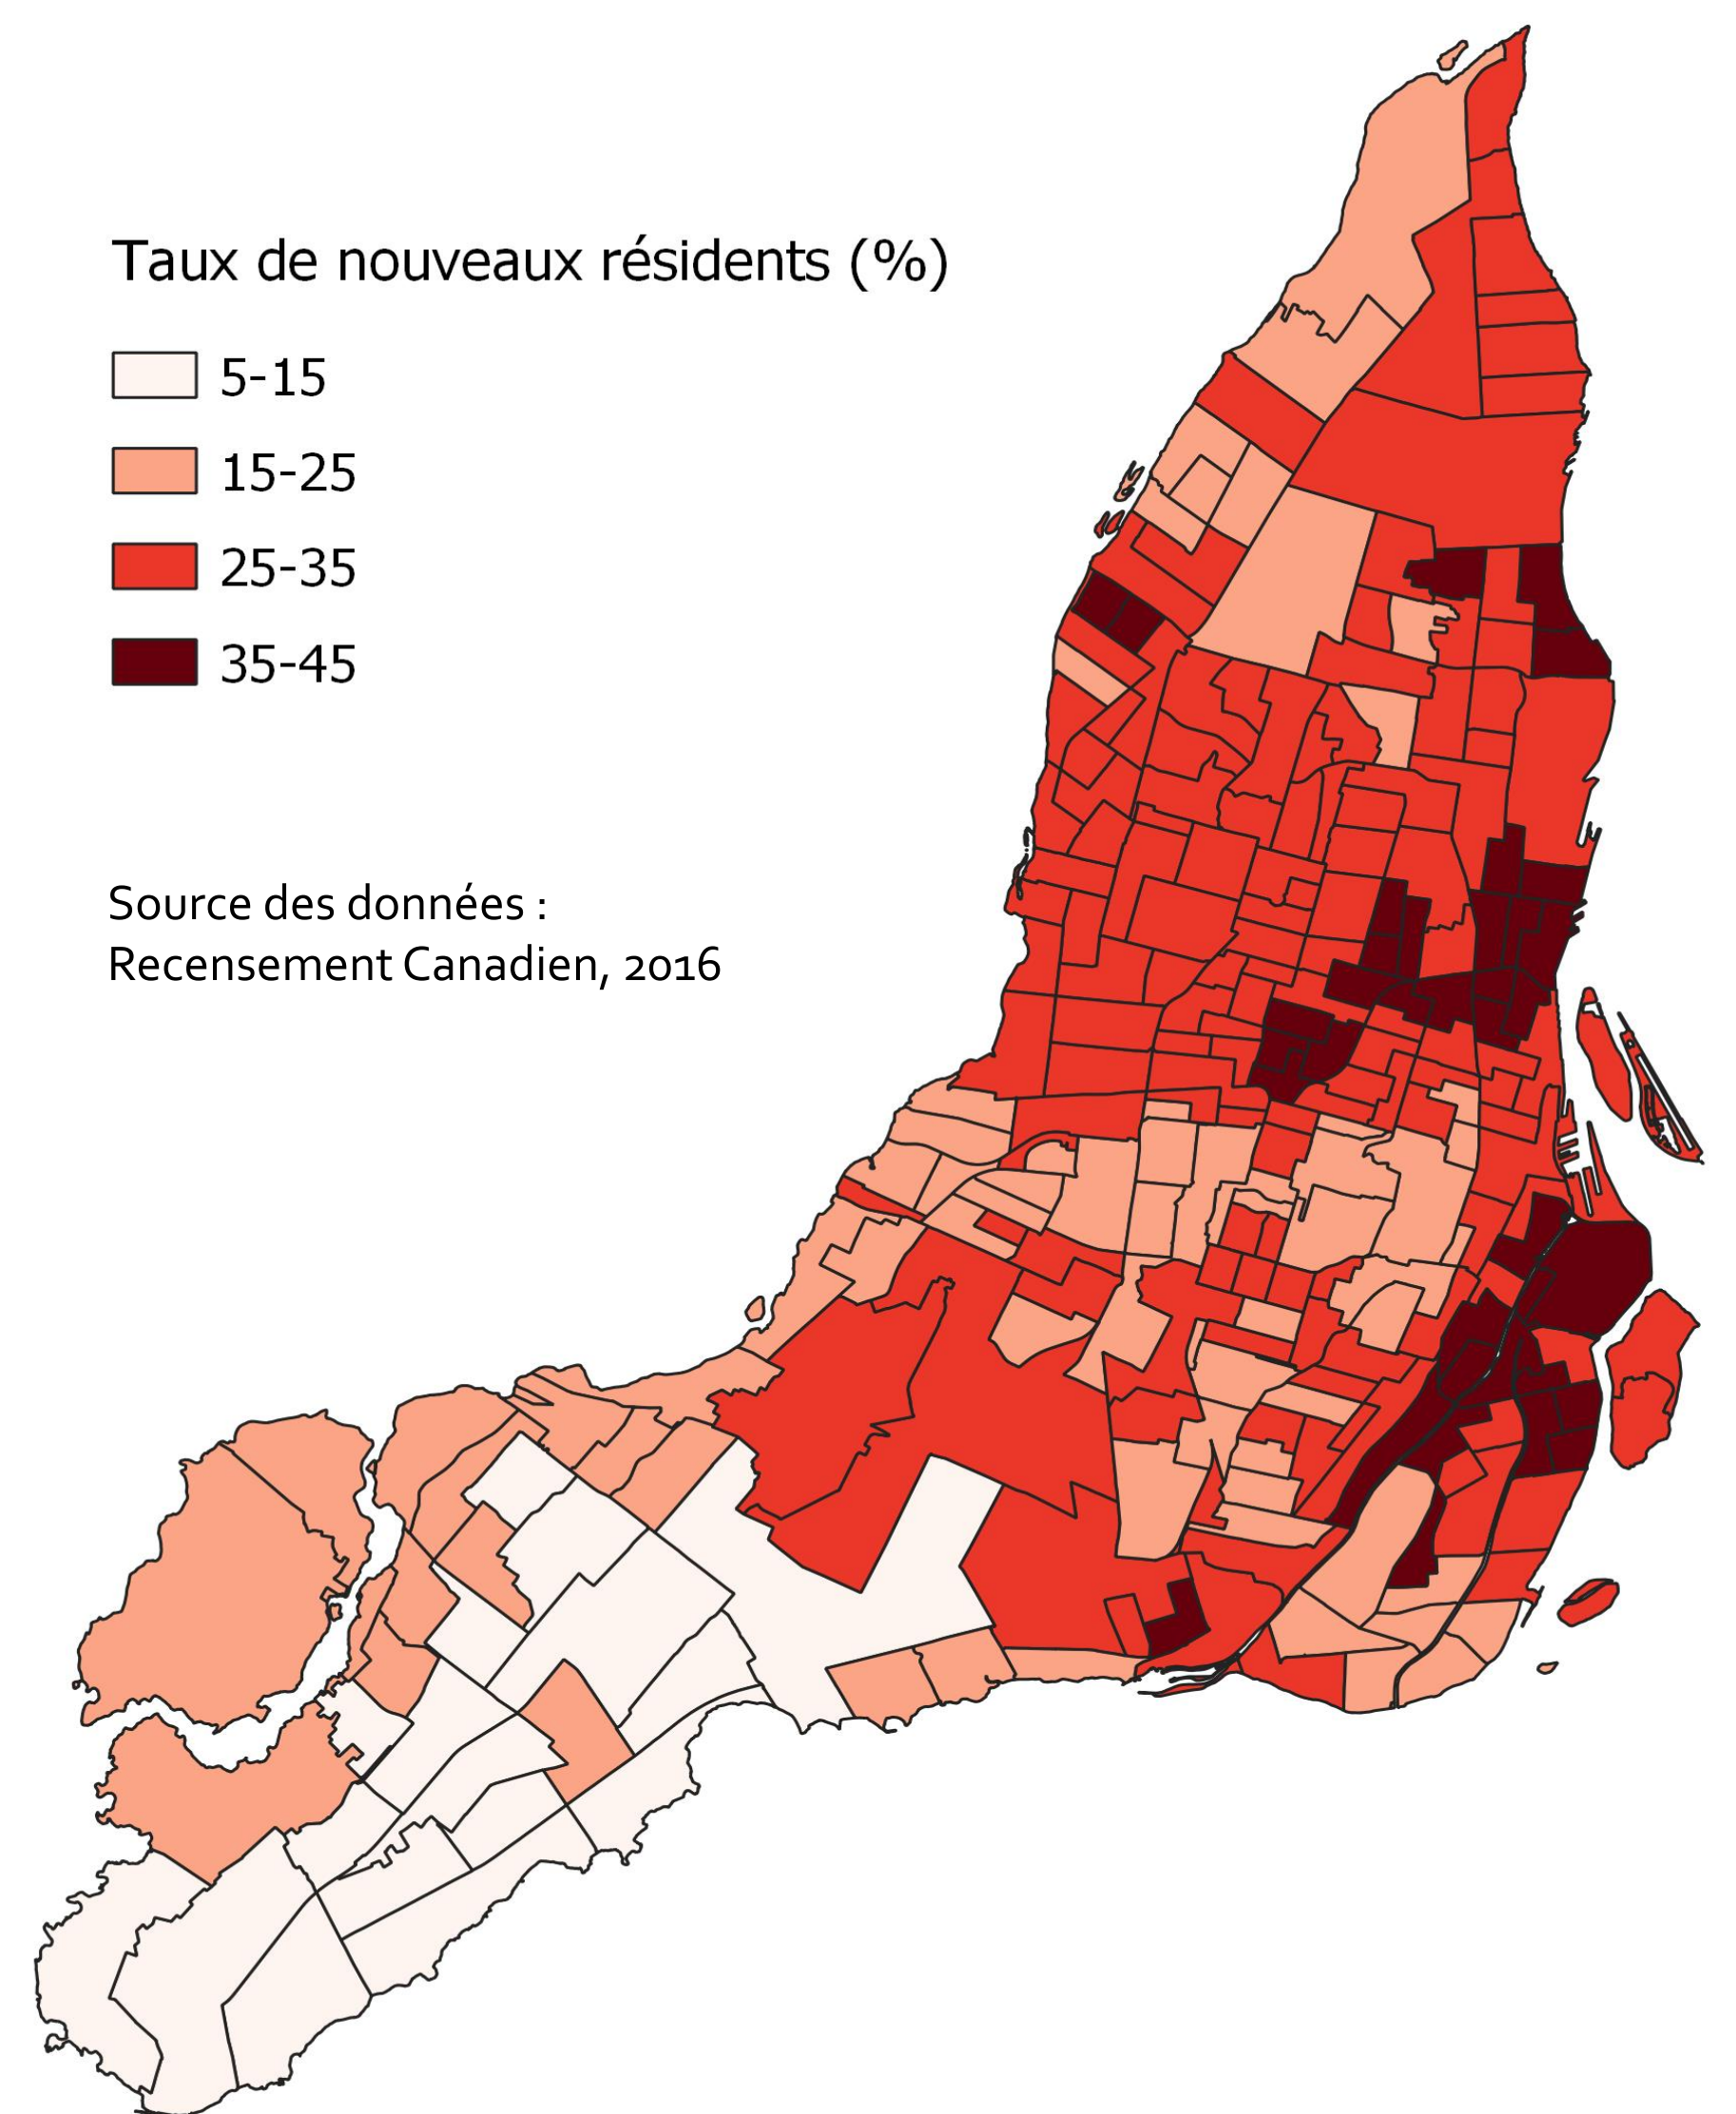 Taux de nouveaux résidents (%)
5-15
15-25
25-35
35-45
Source des données :
Recensement Canadien, 2016